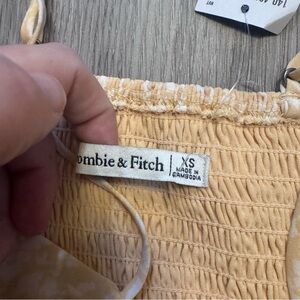 ombie & Fitch
XS
MADE IN
CAMBODIA